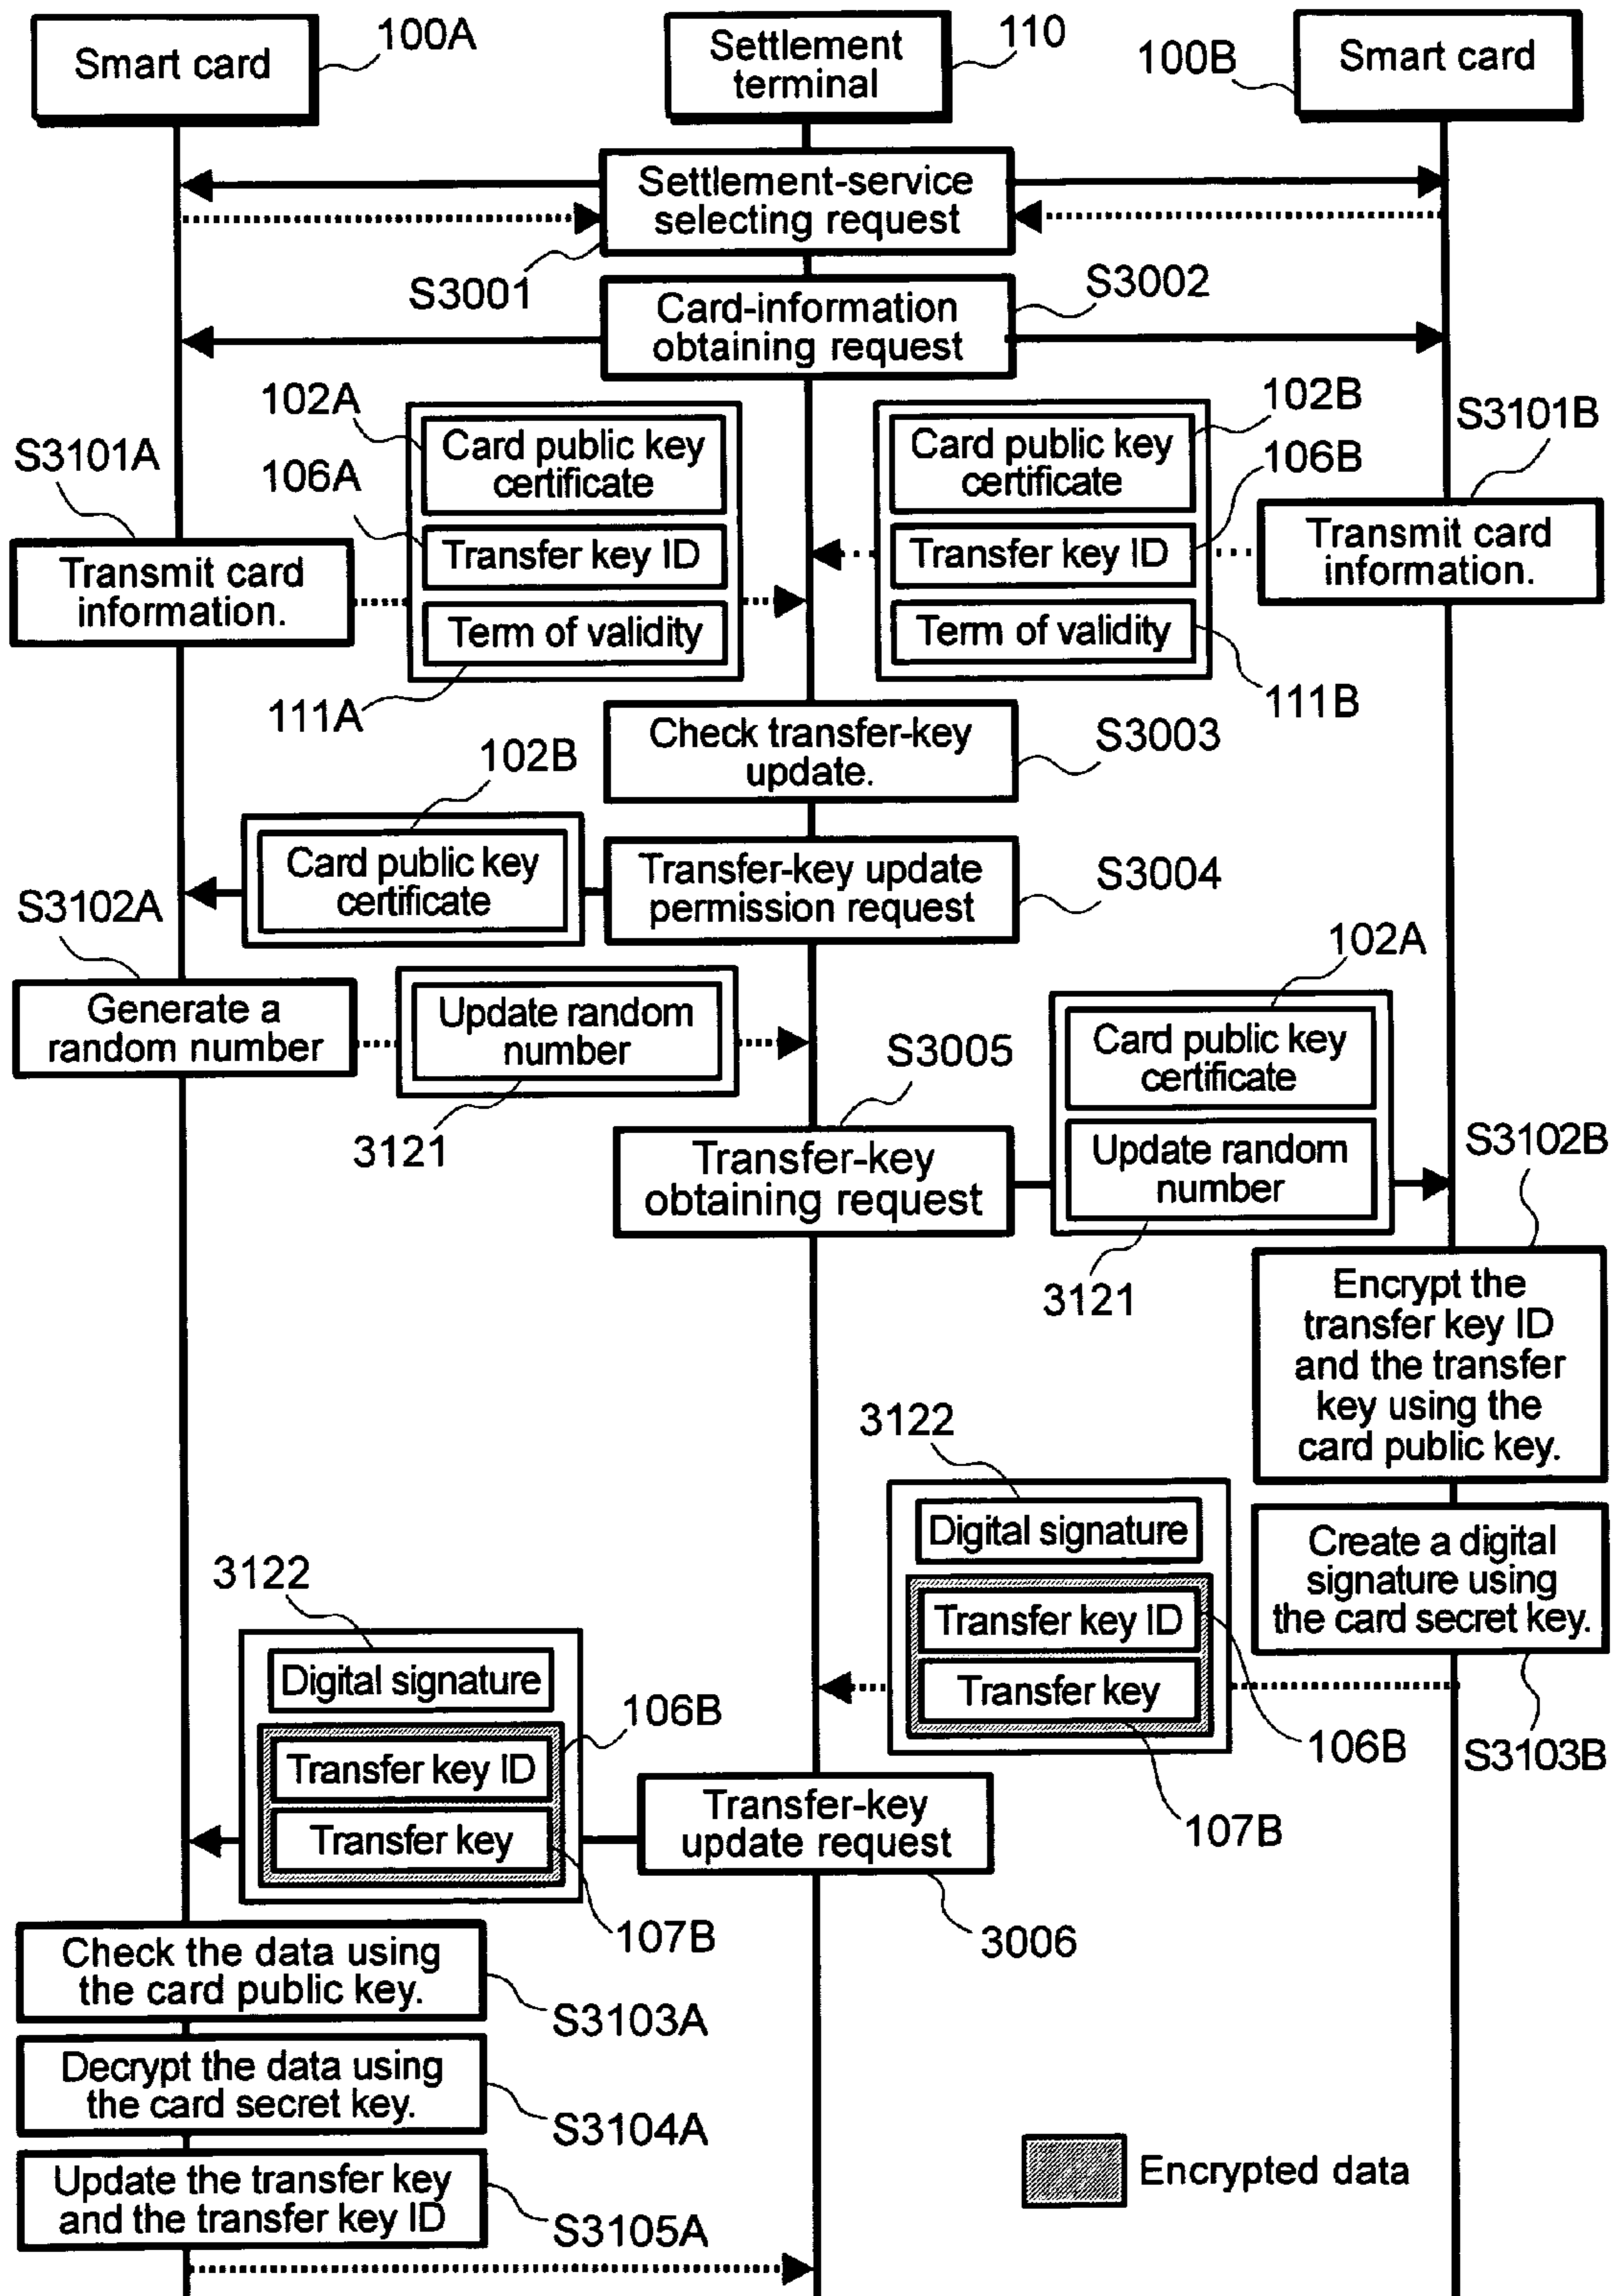 Smart card
100A
Settlement
terminal
110
100B
Smart card
Settlement-service
selecting request
S3001
Card-information
obtaining request
S3002
102A
Card public key
certificate
106A
Transfer key ID
Term of validity
111A
102B
Card public key
certificate
106B
Transfer key ID
Term of validity
111B
S3101A
Transmit card
information.
S3101B
Transmit card
information.
Check transfer-key
update.
S3003
102B
Card public key
certificate
Transfer-key update
permission request
S3004
S3102A
Generate a
random number
Update random
number
3121
S3005
Transfer-key
obtaining request
102A
Card public key
certificate
Update random
number
3121
S3102B
Encrypt the
transfer key ID
and the transfer
key using the
card public key.
3122
Digital signature
Transfer key ID
Transfer key
106B
107B
Create a digital
signature using
the card secret key.
S3103B
3122
Digital signature
106B
Transfer key ID
Transfer key
107B
Transfer-key
update request
3006
Check the data using
the card public key.
S3103A
Decrypt the data using
the card secret key.
S3104A
Update the transfer key
and the transfer key ID
S3105A
Encrypted data